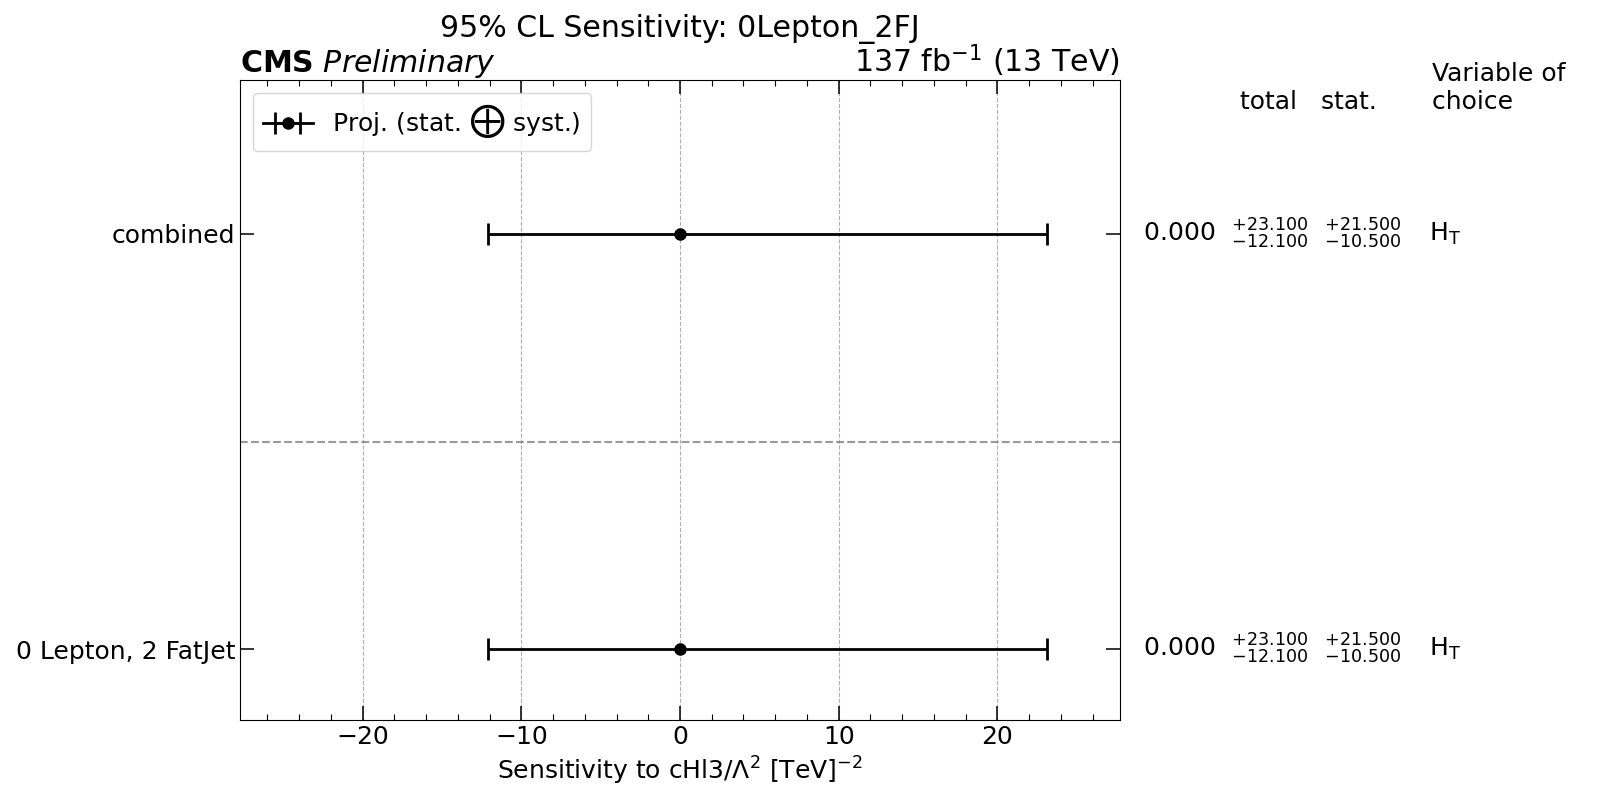 95% CL Sensitivity: 0Lepton_2FJ
CMS Preliminary 137 fb⁻¹ (13 TeV)
total stat. Variable of
choice
Proj. (stat. ⊕ syst.)
combined 0.000 +23.100 −12.100 +21.500 −10.500 H_T
0 Lepton, 2 FatJet 0.000 +23.100 −12.100 +21.500 −10.500 H_T
−20 −10 0 10 20
Sensitivity to cHl3/Λ² [TeV]⁻²